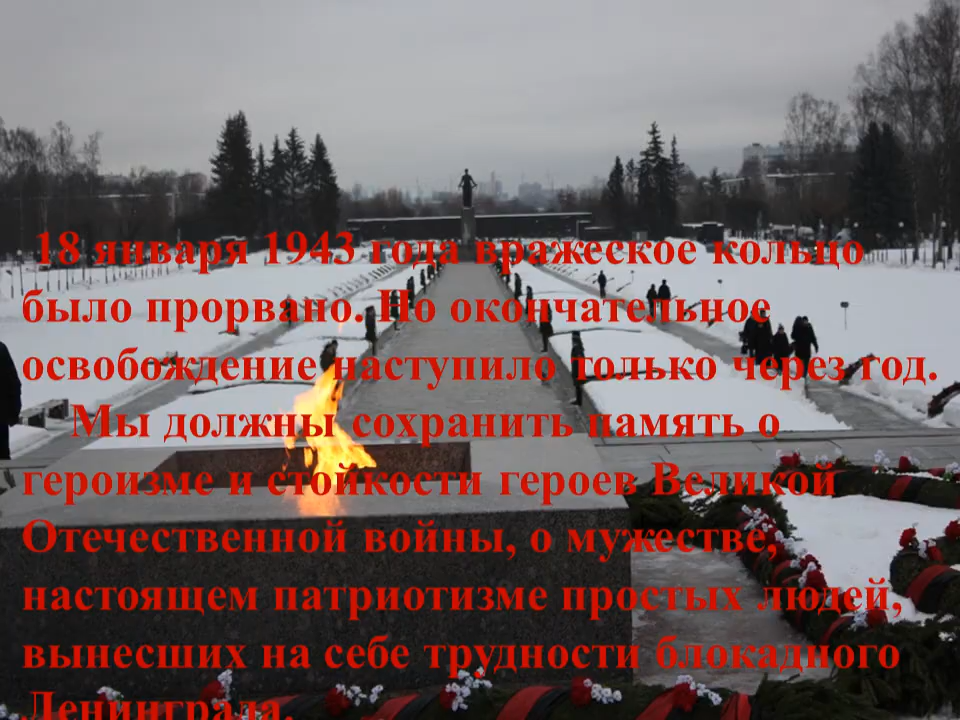 18 января 1943 года вражеское кольцо
было прорвано. Но окончательное
освобождение наступило только через год.
Мы должны сохранить память о
героизме и стойкости героев Великой
Отечественной войны, о мужестве,
настоящем патриотизме простых людей,
вынесших на себе трудности блокадного
Ленинграда.